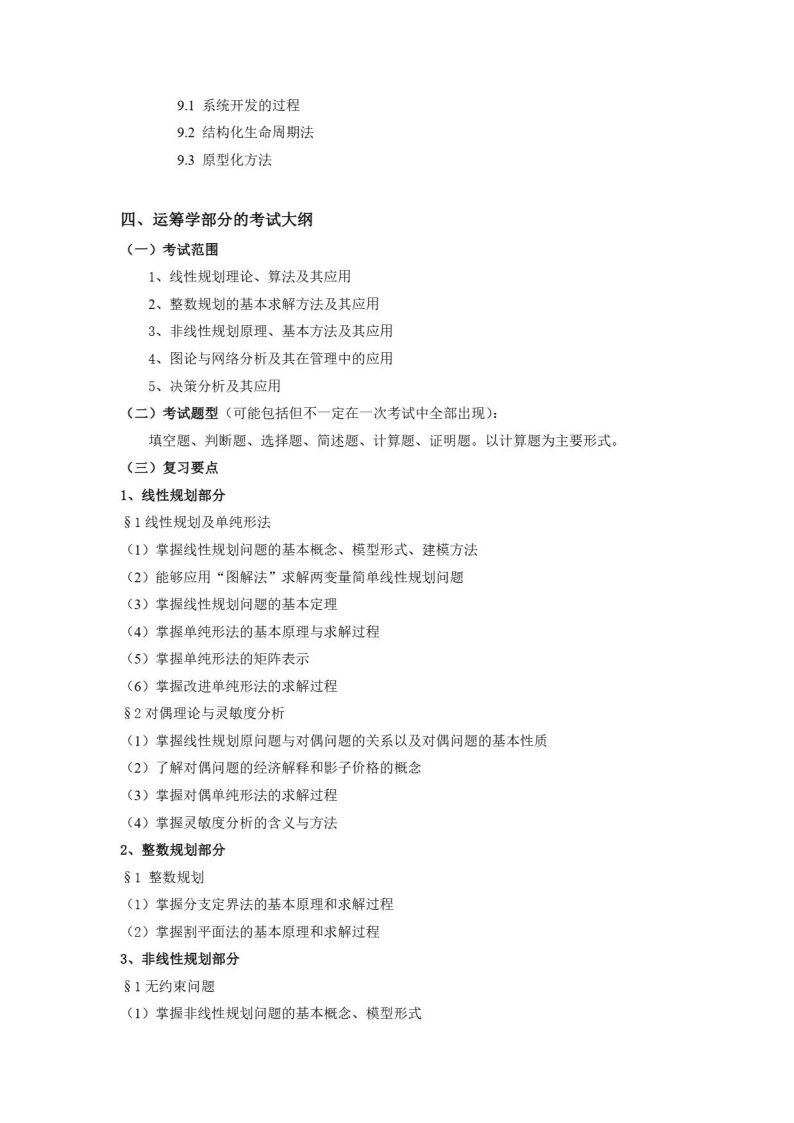 9.1 系统开发的过程
9.2 结构化生命周期法
9.3 原型化方法
四、运筹学部分的考试大纲
（一）考试范围
1、线性规划理论、算法及其应用
2、整数规划的基本求解方法及其应用
3、非线性规划原理、基本方法及其应用
4、图论与网络分析及其在管理中的应用
5、决策分析及其应用
（二）考试题型（可能包括但不一定在一次考试中全部出现）：
填空题、判断题、选择题、简述题、计算题、证明题。以计算题为主要形式。
（三）复习要点
1、线性规划部分
§1 线性规划及单纯形法
（1）掌握线性规划问题的基本概念、模型形式、建模方法
（2）能够应用“图解法”求解两变量简单线性规划问题
（3）掌握线性规划问题的基本定理
（4）掌握单纯形法的基本原理与求解过程
（5）掌握单纯形法的矩阵表示
（6）掌握改进单纯形法的求解过程
§2 对偶理论与灵敏度分析
（1）掌握线性规划原问题与对偶问题的关系以及对偶问题的基本性质
（2）了解对偶问题的经济解释和影子价格的概念
（3）掌握对偶单纯形法的求解过程
（4）掌握灵敏度分析的含义与方法
2、整数规划部分
§1 整数规划
（1）掌握分支定界法的基本原理和求解过程
（2）掌握割平面法的基本原理和求解过程
3、非线性规划部分
§1 无约束问题
（1）掌握非线性规划问题的基本概念、模型形式